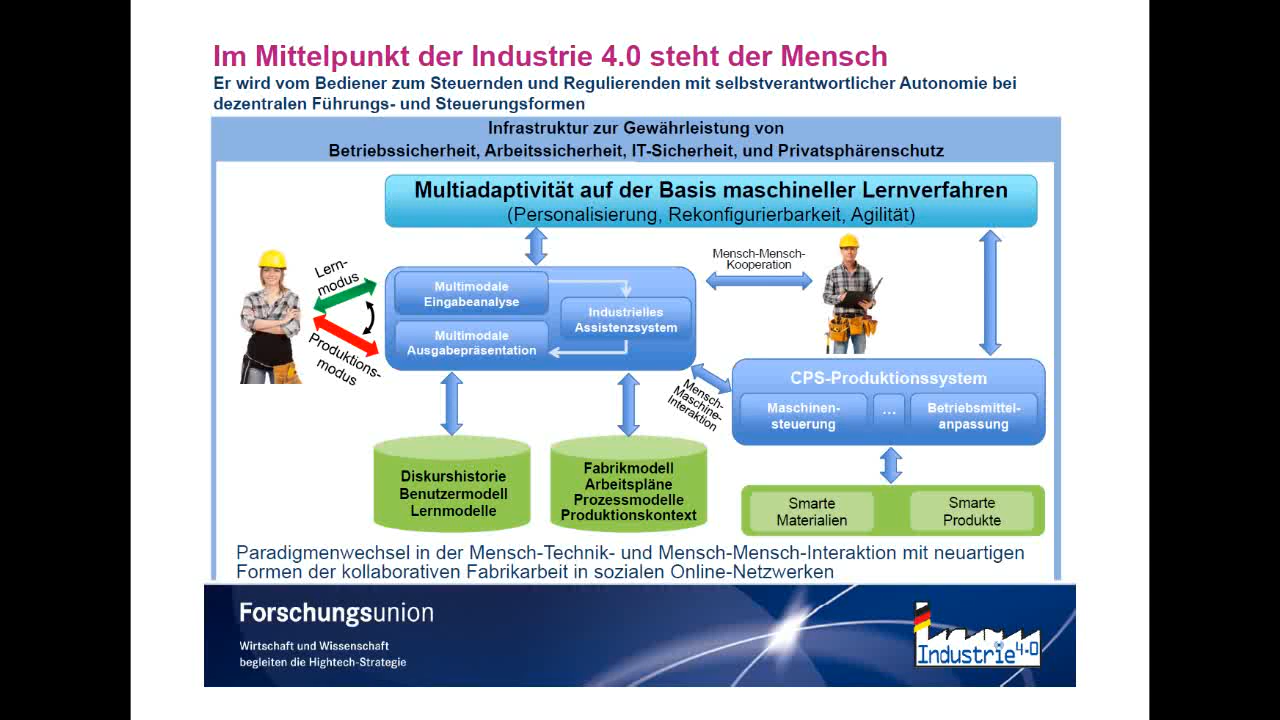 Im Mittelpunkt der Industrie 4.0 steht der Mensch
Er wird vom Bediener zum Steuernden und Regulierenden mit selbstverantwortlicher Autonomie bei
dezentralen Führungs- und Steuerungsformen
Infrastruktur zur Gewährleistung von
Betriebssicherheit, Arbeitssicherheit, IT-Sicherheit, und Privatsphärenschutz
Multiadaptivität auf der Basis maschineller Lernverfahren
(Personalisierung, Rekonfigurierbarkeit, Agilität)
Lern-
modus
Produktions-
modus
Multimodale
Eingabeanalyse
Multimodale
Ausgabepräsentation
Industrielles
Assistenzsystem
Mensch-Mensch-
Kooperation
Mensch-
Maschine-
Interaktion
CPS-Produktionssystem
Maschinen-
steuerung
...
Betriebsmittel-
anpassung
Diskurshistorie
Benutzermodell
Lernmodelle
Fabrikmodell
Arbeitspläne
Prozessmodelle
Produktionskontext
Smarte
Materialien
Smarte
Produkte
Paradigmenwechsel in der Mensch-Technik- und Mensch-Mensch-Interaktion mit neuartigen
Formen der kollaborativen Fabrikarbeit in sozialen Online-Netzwerken
Forschungsunion
Wirtschaft und Wissenschaft
begleiten die Hightech-Strategie
Industrie 4.0